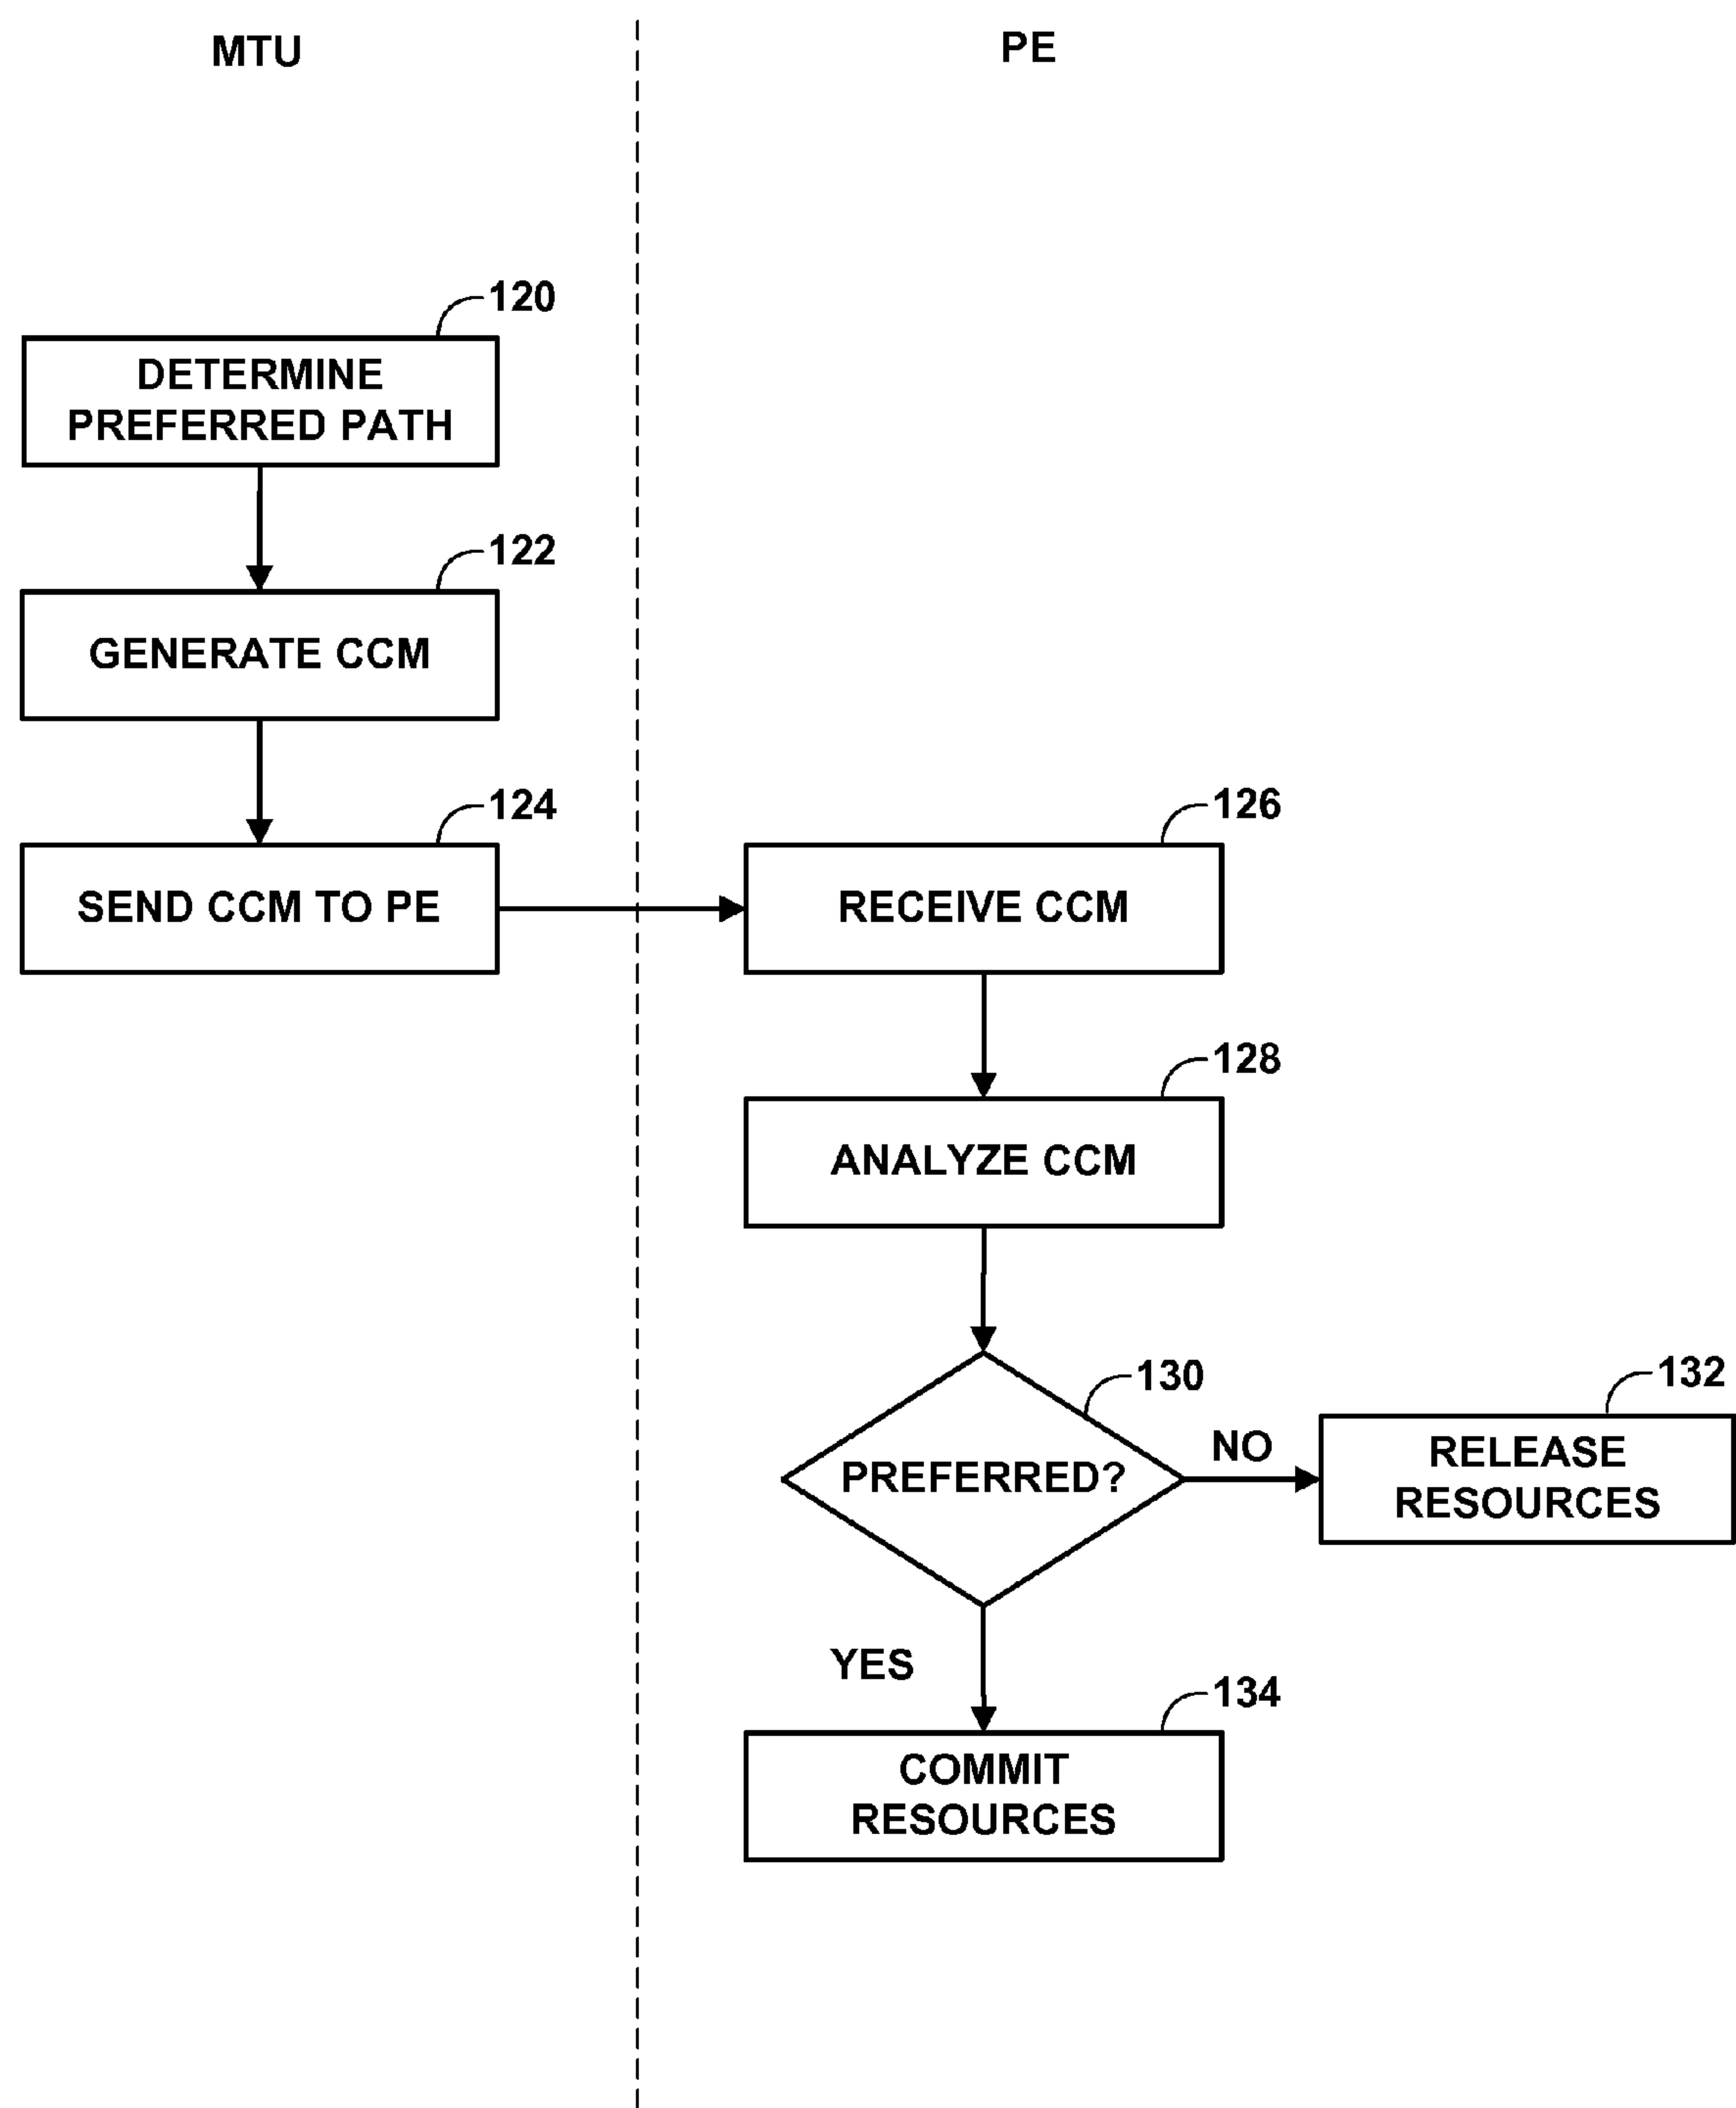 MTU
PE
120
DETERMINE
PREFERRED PATH
122
GENERATE CCM
124
SEND CCM TO PE
126
RECEIVE CCM
128
ANALYZE CCM
130
PREFERRED?
NO
132
RELEASE
RESOURCES
YES
134
COMMIT
RESOURCES